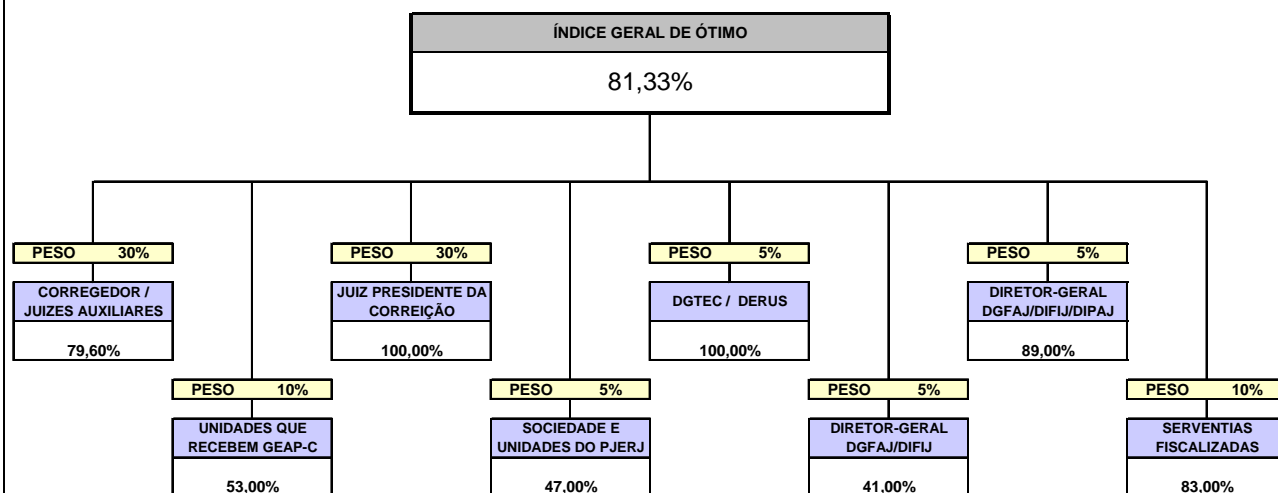 ÍNDICE GERAL DE ÓTIMO
81,33%
PESO 30%
CORREGEDOR /
JUIZES AUXILIARES
79,60%
PESO 30%
JUIZ PRESIDENTE DA
CORREIÇÃO
100,00%
PESO 5%
DGTEC / DERUS
100,00%
PESO 5%
DIRETOR-GERAL
DGFAJ/DIFIJ/DIPAJ
89,00%
PESO 10%
UNIDADES QUE
RECEBEM GEAP-C
53,00%
PESO 5%
SOCIEDADE E
UNIDADES DO PJERJ
47,00%
PESO 5%
DIRETOR-GERAL
DGFAJ/DIFIJ
41,00%
PESO 10%
SERVENTIAS
FISCALIZADAS
83,00%